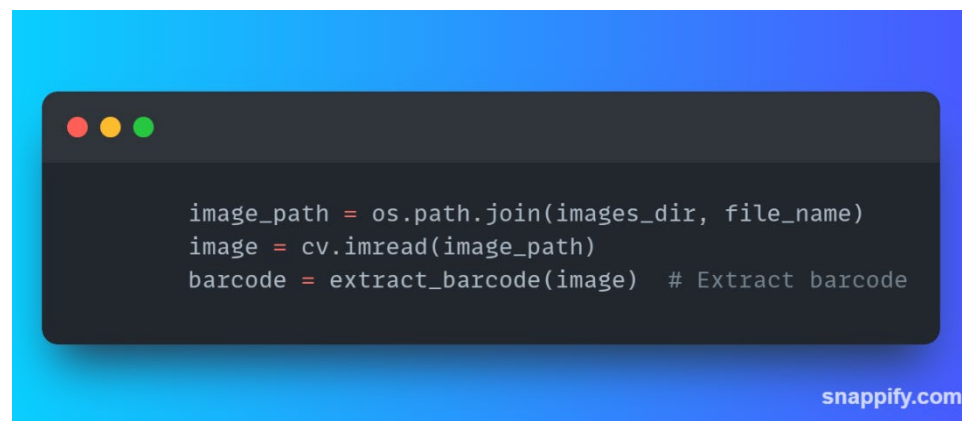 image_path = os.path.join(images_dir, file_name)
image = cv.imread(image_path)
barcode = extract_barcode(image)  # Extract barcode
snappify.com